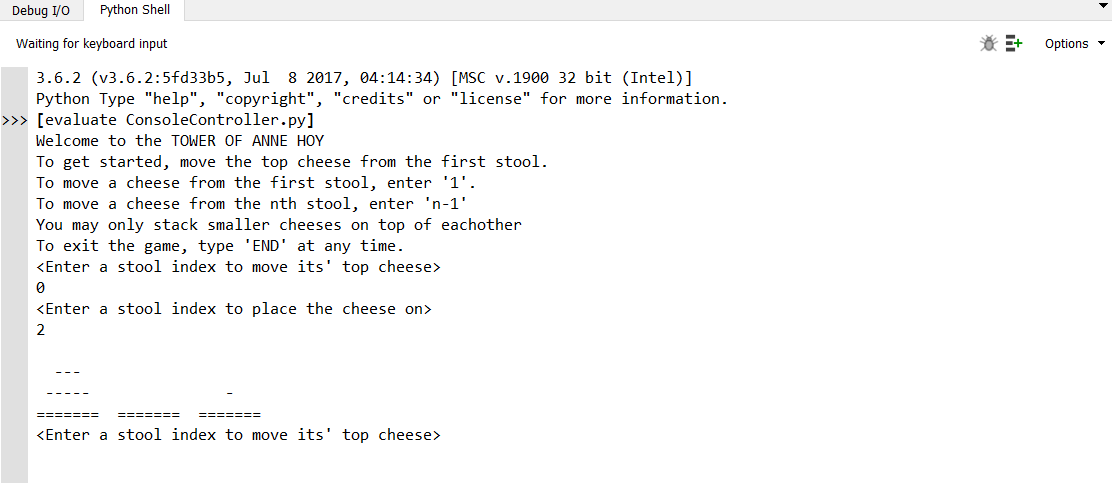 Debug I/O Python Shell
Waiting for keyboard input Options
3.6.2 (v3.6.2:5fd33b5, Jul  8 2017, 04:14:34) [MSC v.1900 32 bit (Intel)]
Python Type "help", "copyright", "credits" or "license" for more information.
>>> [evaluate ConsoleController.py]
Welcome to the TOWER OF ANNE HOY
To get started, move the top cheese from the first stool.
To move a cheese from the first stool, enter '1'.
To move a cheese from the nth stool, enter 'n-1'
You may only stack smaller cheeses on top of eachother
To exit the game, type 'END' at any time.
<Enter a stool index to move its' top cheese>
0
<Enter a stool index to place the cheese on>
2
  ---
 -----               -
=======  =======  =======
<Enter a stool index to move its' top cheese>